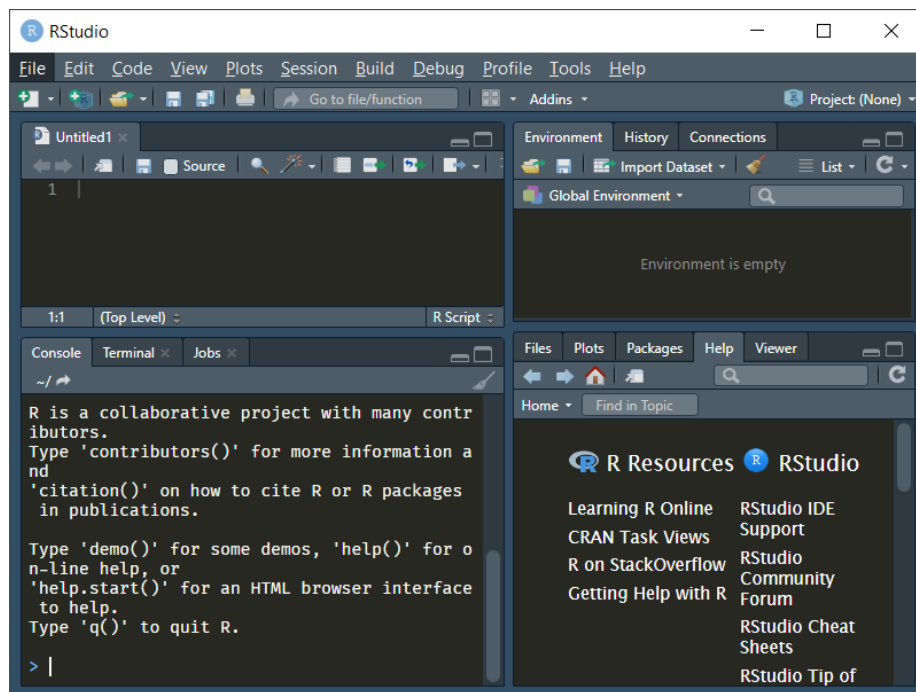 RStudio
File Edit Code View Plots Session Build Debug Profile Tools Help
Go to file/function Addins Project: (None)
Untitled1
Source
1
1:1 (Top Level) R Script
Console Terminal Jobs
~/
R is a collaborative project with many contr
ibutors.
Type 'contributors()' for more information a
nd
'citation()' on how to cite R or R packages
 in publications.

Type 'demo()' for some demos, 'help()' for o
n-line help, or
'help.start()' for an HTML browser interface
 to help.
Type 'q()' to quit R.

>
Environment History Connections
Import Dataset List
Global Environment
Environment is empty
Files Plots Packages Help Viewer
Home Find in Topic
R Resources
Learning R Online
CRAN Task Views
R on StackOverflow
Getting Help with R
R RStudio
RStudio IDE
Support
RStudio
Community
Forum
RStudio Cheat
Sheets
RStudio Tip of